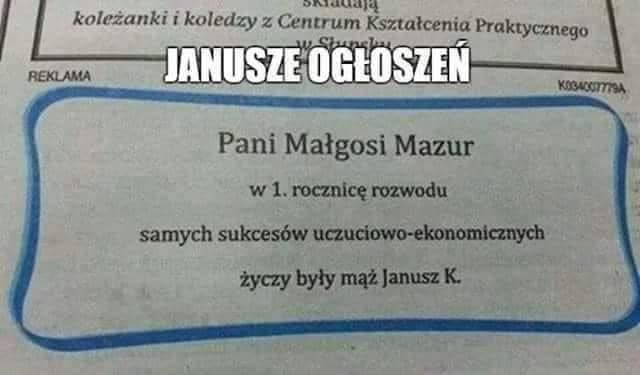 składają
koleżanki i koledzy z Centrum Kształcenia Praktycznego
w Słupsku
JANUSZE OGŁOSZEŃ
REKLAMA
K034007779A
Pani Małgosi Mazur
w 1. rocznicę rozwodu
samych sukcesów uczuciowo-ekonomicznych
życzy były mąż Janusz K.